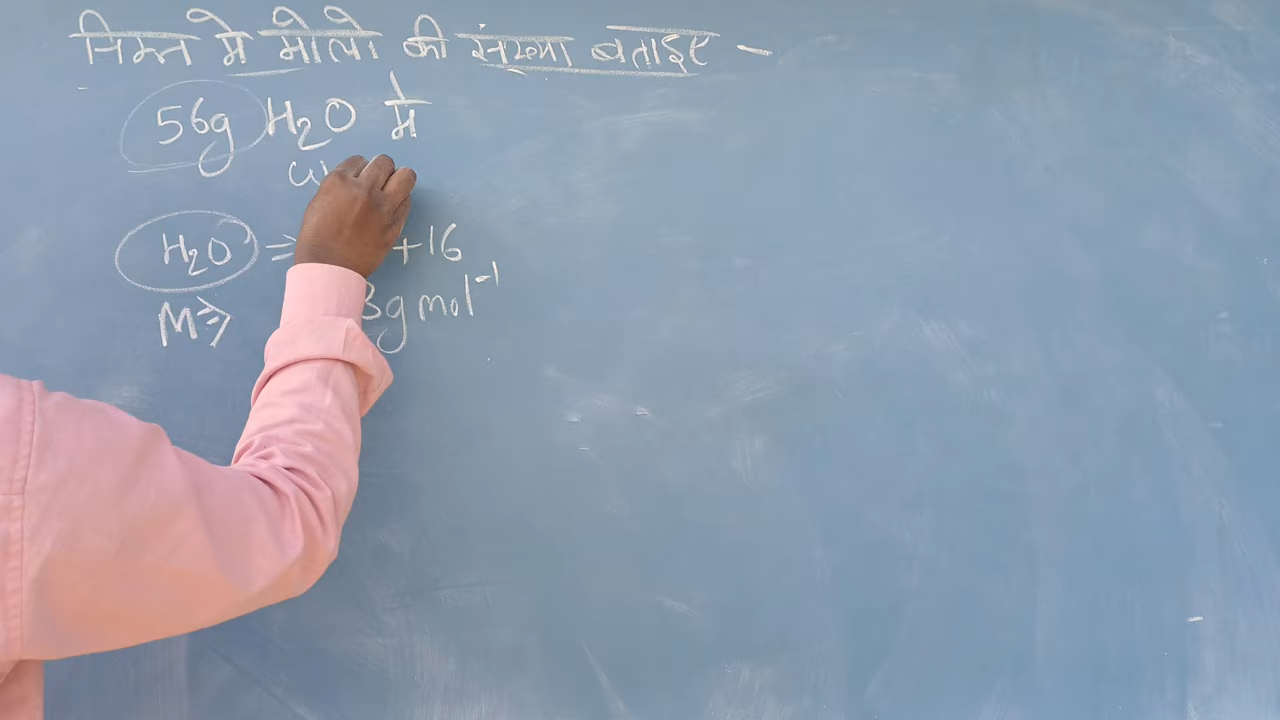 निम्न में मोलों की संख्या बताइए -
56g H₂O में
H₂O ⇒ +16
M ⇒ g mol⁻¹